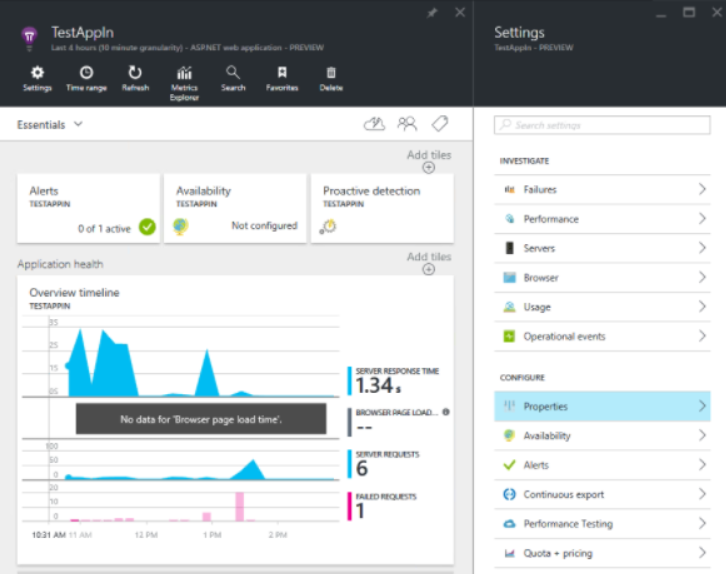 TestAppIn
Last 4 hours (10 minute granularity) - ASP.NET web application - PREVIEW
Settings
Time range
Refresh
Metrics
Explorer
Search
Favorites
Delete
Essentials
Add tiles
Alerts
TESTAPPIN
0 of 1 active
Availability
TESTAPPIN
Not configured
Proactive detection
TESTAPPIN
Application health
Add tiles
Overview timeline
TESTAPPIN
3S
2S
1S
0S
SERVER RESPONSE TIME
1.34 s
No data for 'Browser page load time'.
BROWSER PAGE LOAD...
--
100
50
0
SERVER REQUESTS
6
20
10
0
FAILED REQUESTS
1
10:31 AM 11 AM 12 PM 1 PM 2 PM
Settings
TestAppIn - PREVIEW
Search settings
INVESTIGATE
Failures
Performance
Servers
Browser
Usage
Operational events
CONFIGURE
Properties
Availability
Alerts
Continuous export
Performance Testing
Quota + pricing